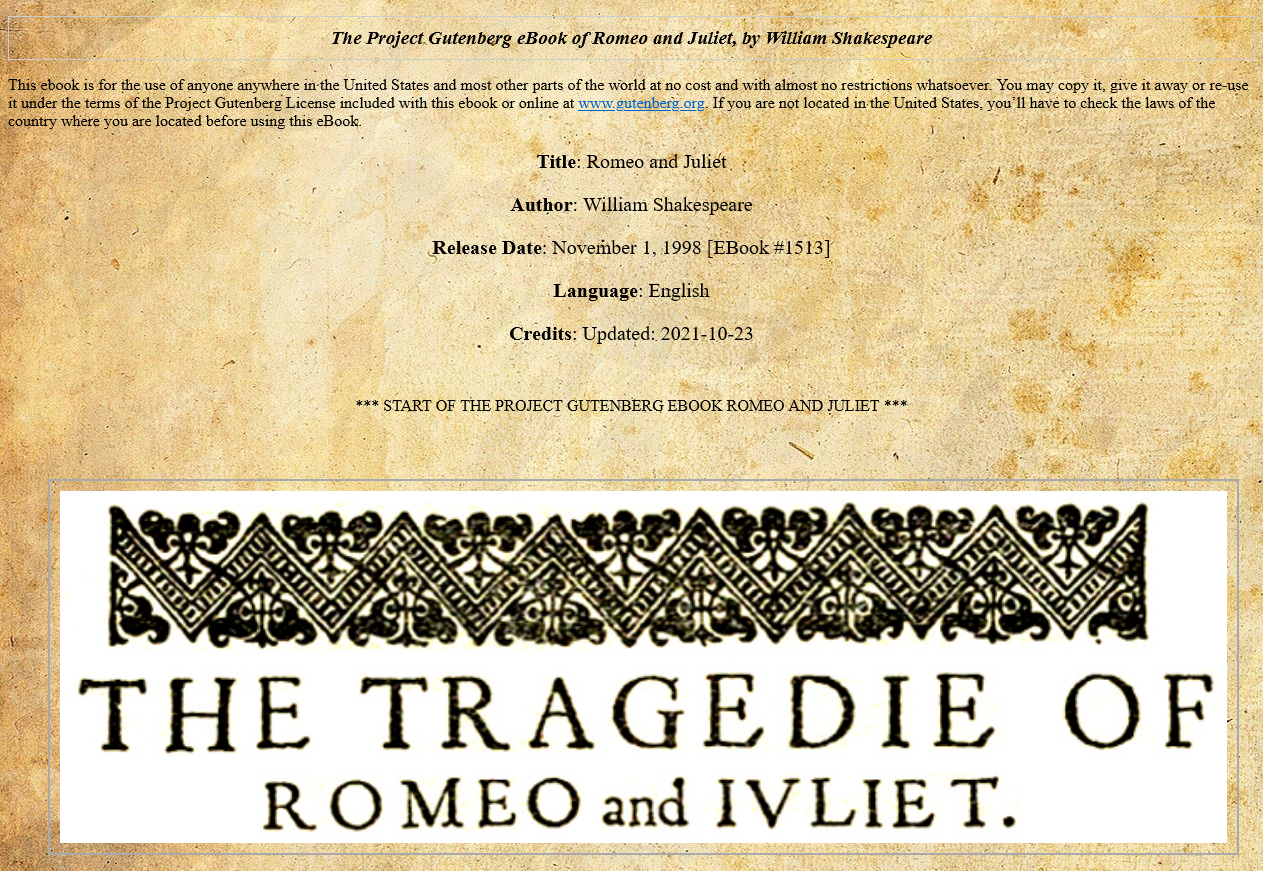 The Project Gutenberg eBook of Romeo and Juliet, by William Shakespeare
This ebook is for the use of anyone anywhere in the United States and most other parts of the world at no cost and with almost no restrictions whatsoever. You may copy it, give it away or re-use
it under the terms of the Project Gutenberg License included with this ebook or online at www.gutenberg.org. If you are not located in the United States, you’ll have to check the laws of the
country where you are located before using this eBook.
Title: Romeo and Juliet
Author: William Shakespeare
Release Date: November 1, 1998 [EBook #1513]
Language: English
Credits: Updated: 2021-10-23
*** START OF THE PROJECT GUTENBERG EBOOK ROMEO AND JULIET ***
THE TRAGEDIE OF
ROMEO and IVLIET.